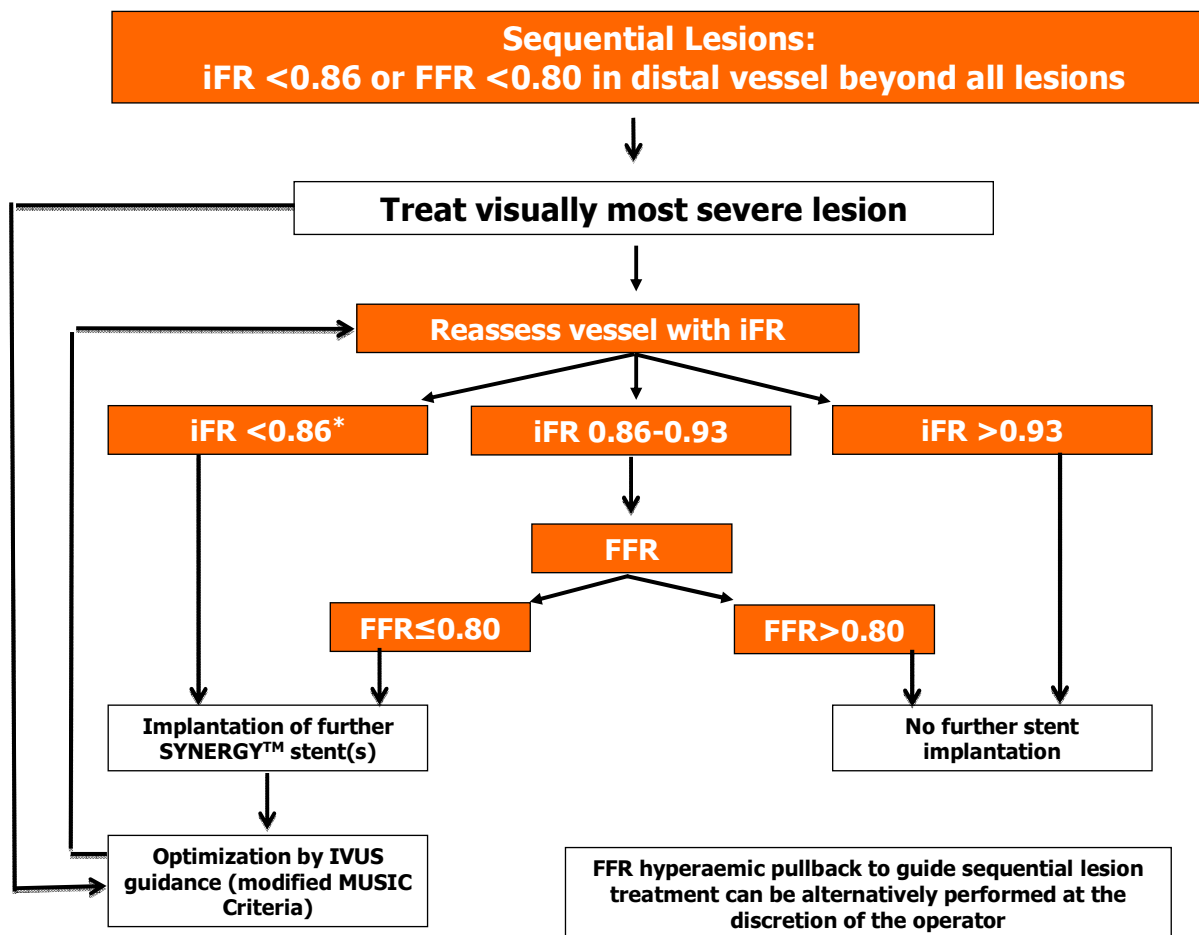 Sequential Lesions:
iFR <0.86 or FFR <0.80 in distal vessel beyond all lesions
Treat visually most severe lesion
Reassess vessel with iFR
iFR <0.86*
iFR 0.86-0.93
iFR >0.93
FFR
FFR≤0.80
FFR>0.80
Implantation of further
SYNERGY™ stent(s)
No further stent
implantation
Optimization by IVUS
guidance (modified MUSIC
Criteria)
FFR hyperaemic pullback to guide sequential lesion
treatment can be alternatively performed at the
discretion of the operator